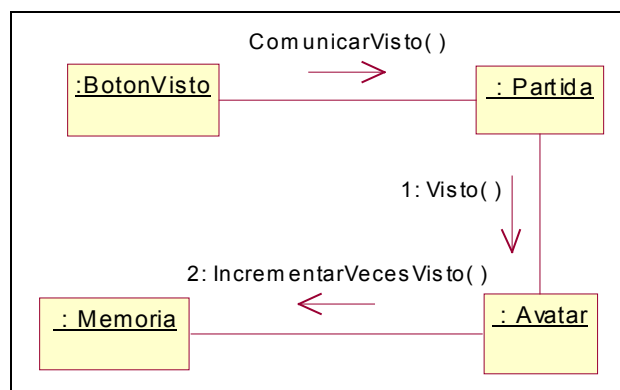 ComunicarVisto( )
:BotonVisto
: Partida
1: Visto( )
2: IncrementarVecesVisto( )
: Memoria
: Avatar